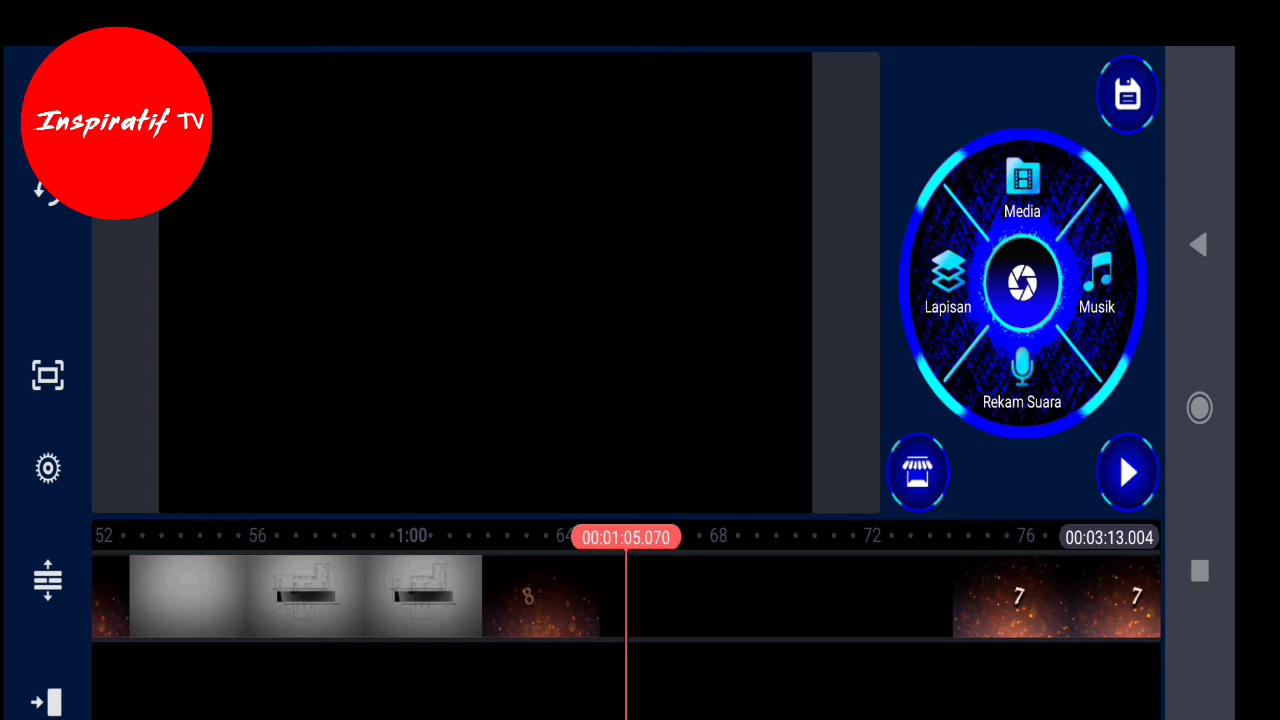 Inspiratif TV
Media
Lapisan
Musik
Rekam Suara
52
56
1:00
64
00:01:05.070
68
72
76
00:03:13.004
8
7
7